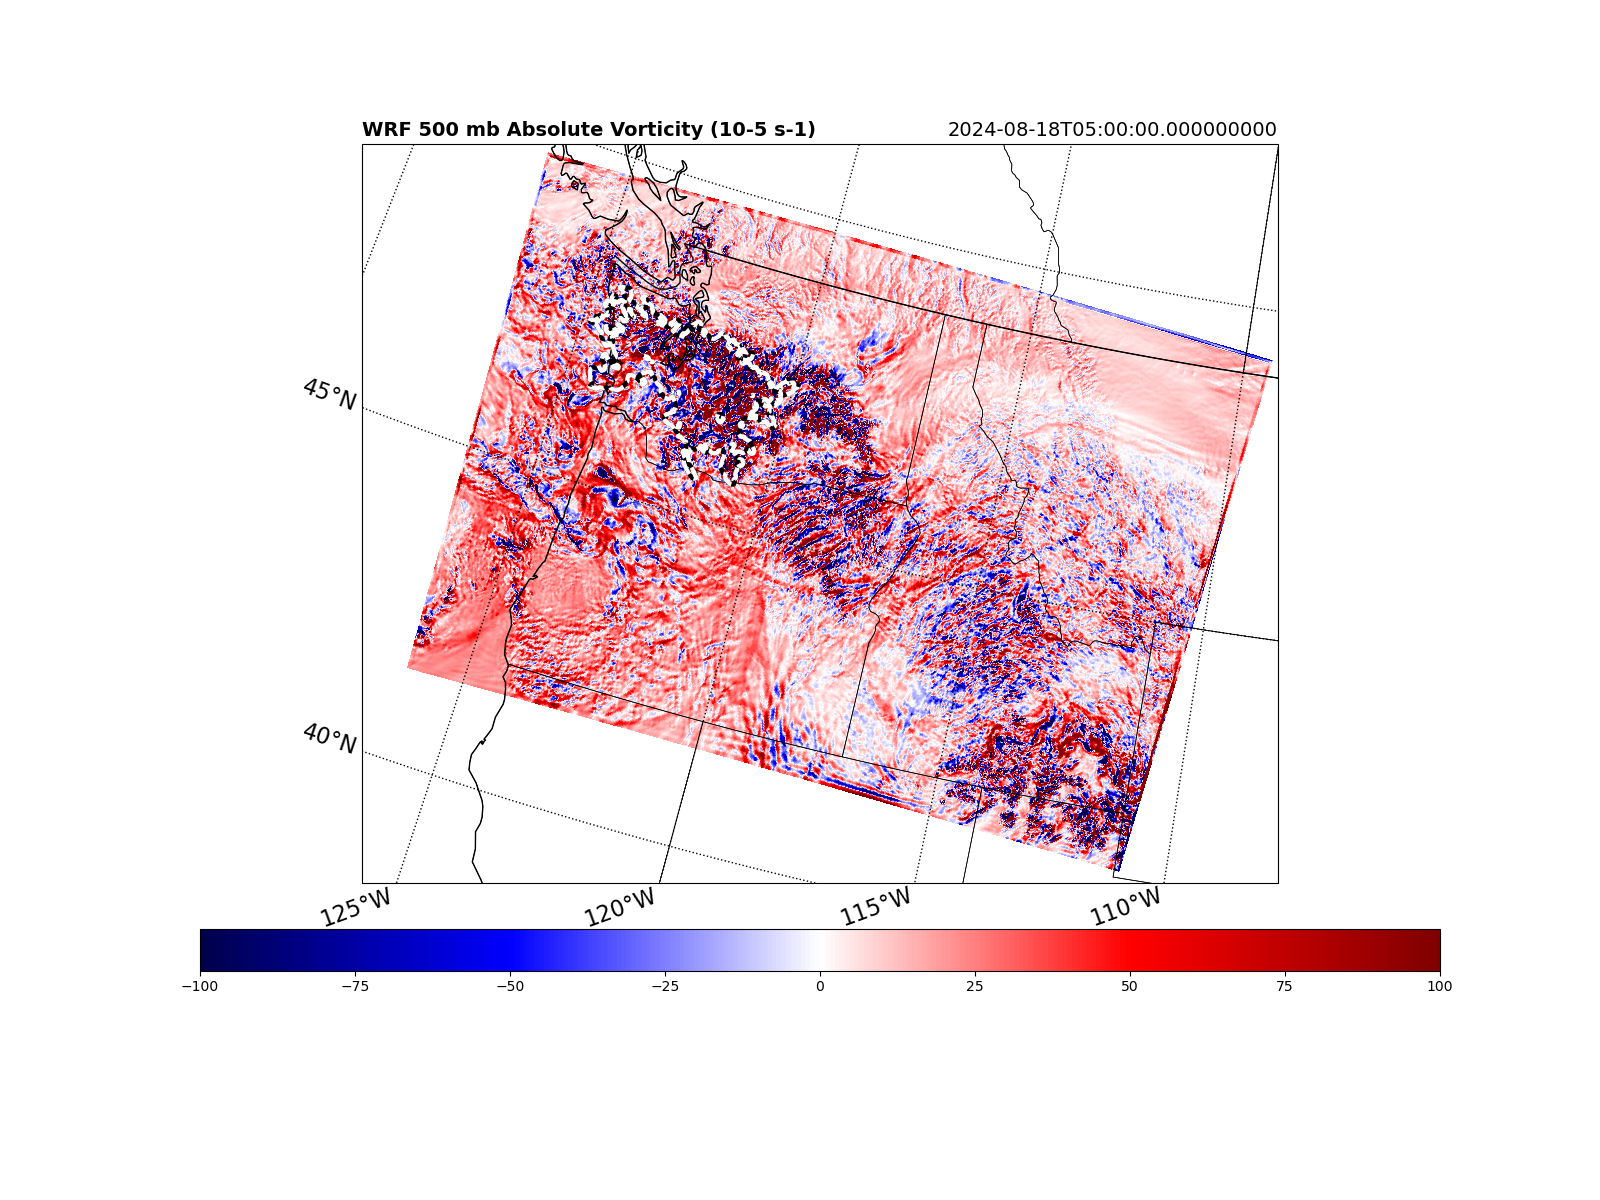 WRF 500 mb Absolute Vorticity (10-5 s-1) 2024-08-18T05:00:00.000000000
45°N
40°N
125°W 120°W 115°W 110°W
−100 −75 −50 −25 0 25 50 75 100